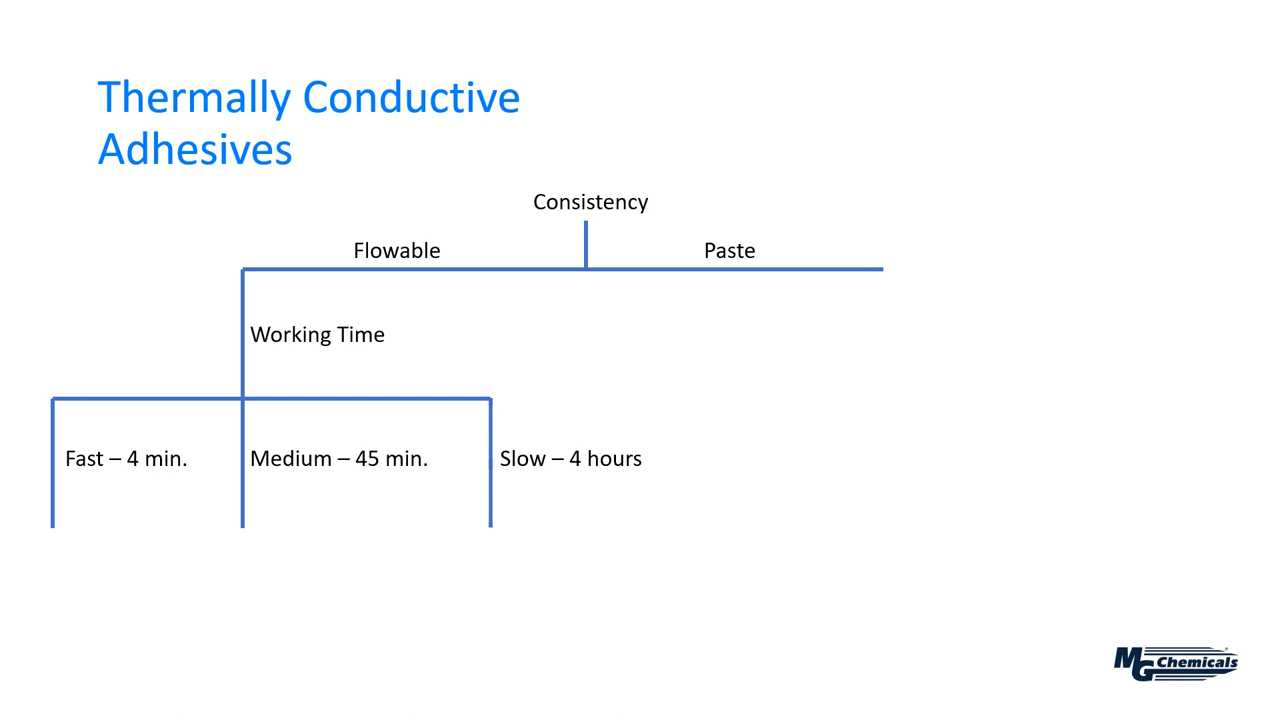 Thermally Conductive
Adhesives
Consistency
Flowable
Paste
Working Time
Fast – 4 min.
Medium – 45 min.
Slow – 4 hours
MG Chemicals